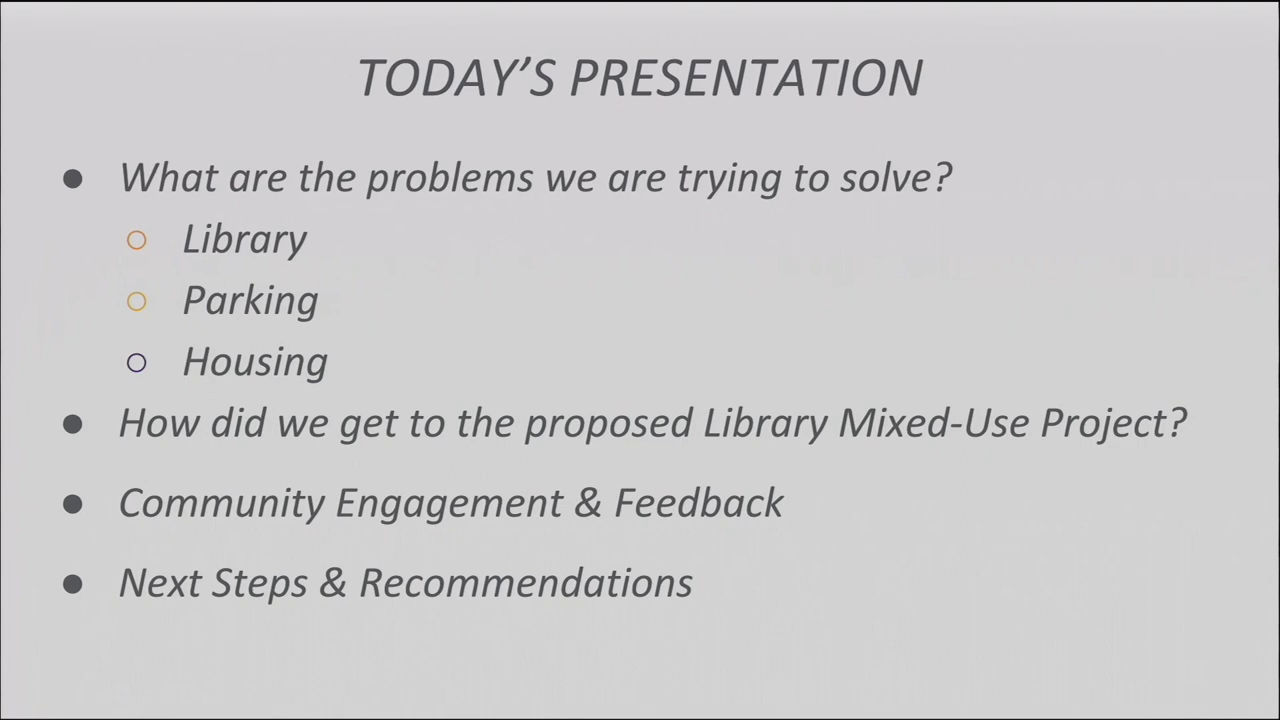 TODAY’S PRESENTATION
● What are the problems we are trying to solve?
○ Library
○ Parking
○ Housing
● How did we get to the proposed Library Mixed-Use Project?
● Community Engagement & Feedback
● Next Steps & Recommendations